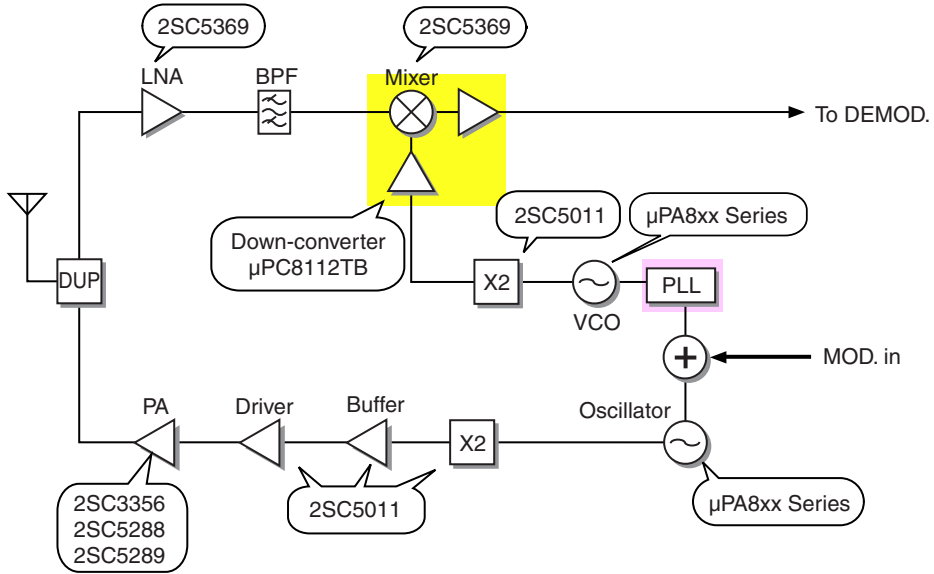 2SC5369
2SC5369
LNA
BPF
Mixer
To DEMOD.
2SC5011
µPA8xx Series
Down-converter
µPC8112TB
DUP
X2
PLL
VCO
MOD. in
PA
Driver
Buffer
Oscillator
X2
2SC3356
2SC5288
2SC5289
2SC5011
µPA8xx Series